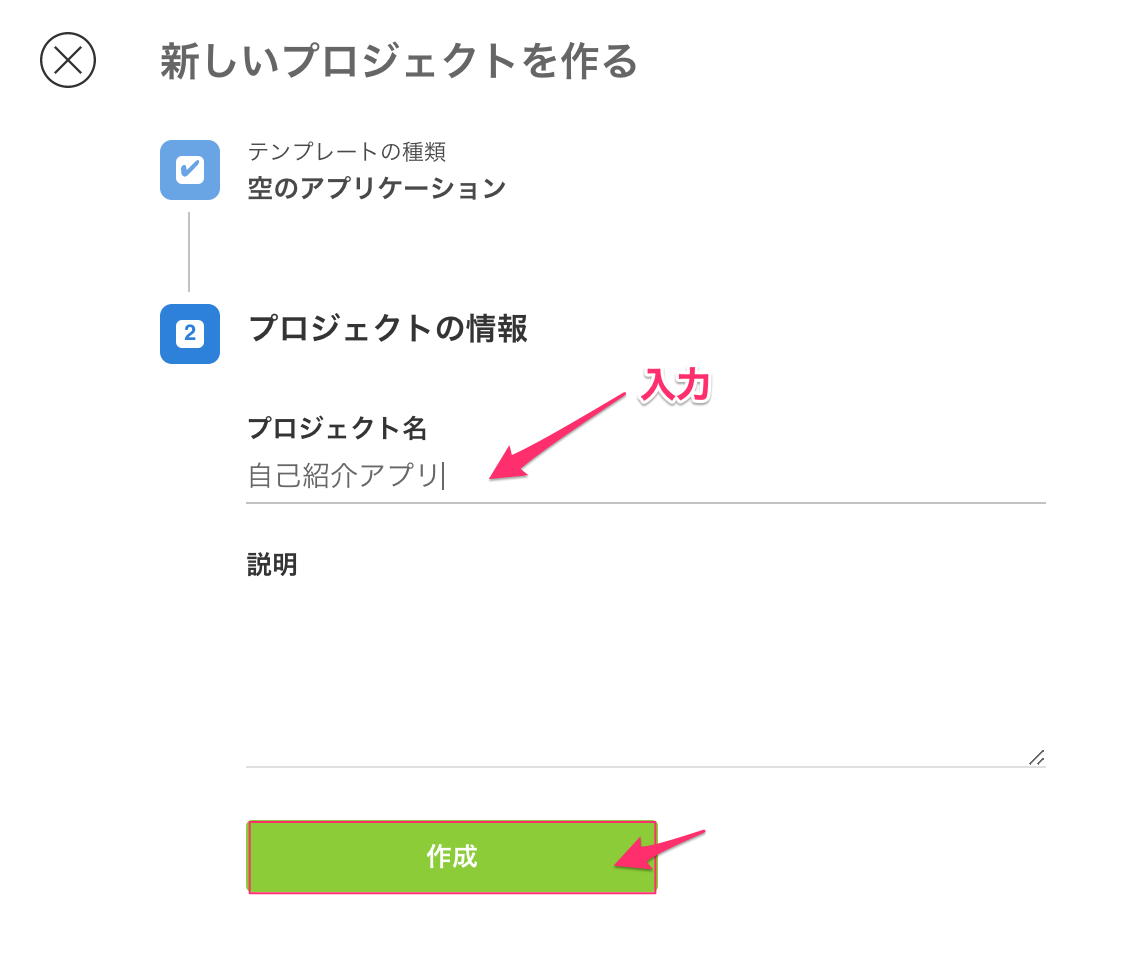 新しいプロジェクトを作る
テンプレートの種類
空のアプリケーション
2
プロジェクトの情報
入力
プロジェクト名
自己紹介アプリ
説明
作成